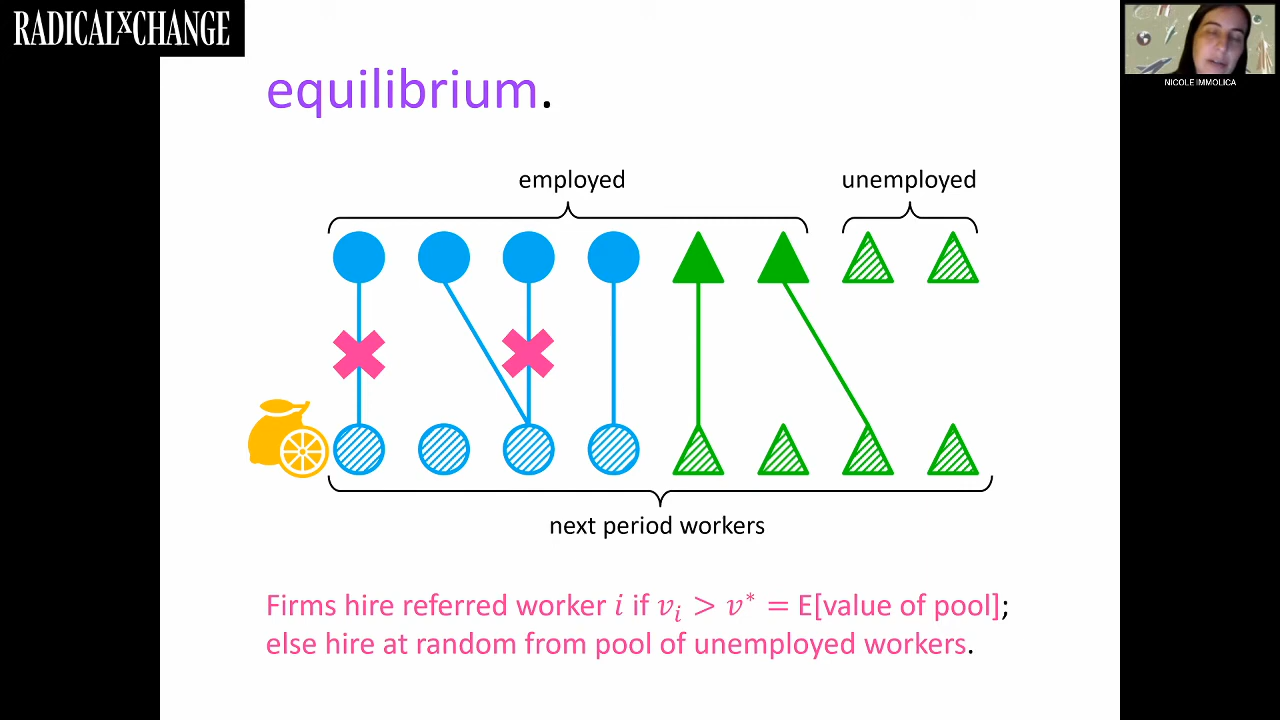 RADICALxCHANGE
NICOLE IMMOLICA
equilibrium.
employed
unemployed
next period workers
Firms hire referred worker i if vᵢ > v* = E[value of pool];
else hire at random from pool of unemployed workers.